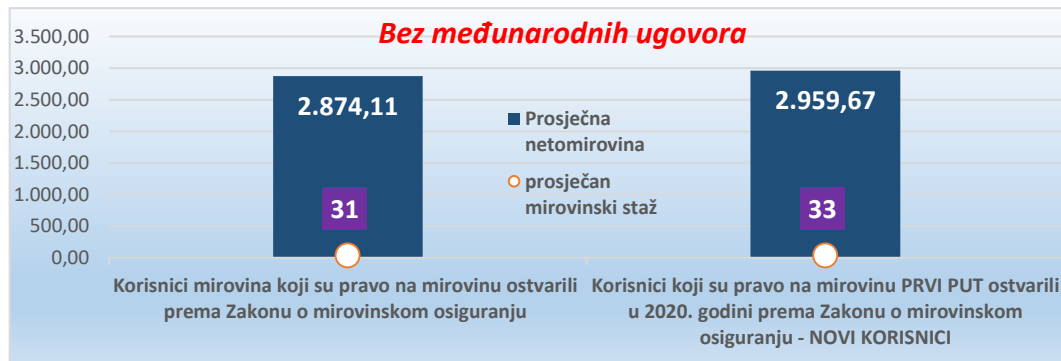 Bez međunarodnih ugovora
3.500,00
3.000,00
2.500,00
2.000,00
1.500,00
1.000,00
500,00
0,00
2.874,11
2.959,67
31
33
Prosječna
netomirovina
prosječan
mirovinski staž
Korisnici mirovina koji su pravo na mirovinu ostvarili
prema Zakonu o mirovinskom osiguranju
Korisnici koji su pravo na mirovinu PRVI PUT ostvarili
u 2020. godini prema Zakonu o mirovinskom
osiguranju - NOVI KORISNICI